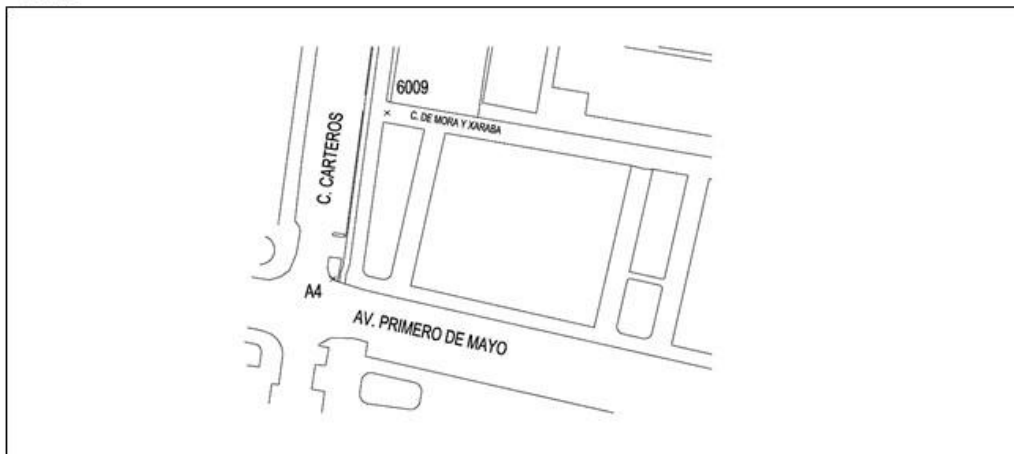 6009
C. DE MORA Y XARABA
C. CARTEROS
A4
AV. PRIMERO DE MAYO